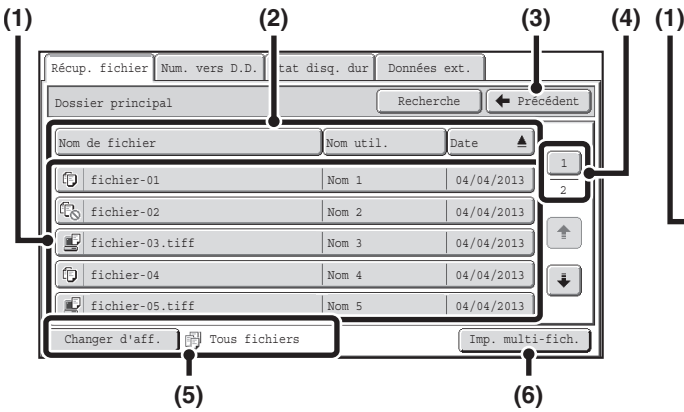 (1) (2) (3) (4) (1)
Récup. fichier Num. vers D.D. Etat disq. dur Données ext.
Dossier principal Recherche Précédent
Nom de fichier Nom util. Date
1
2
fichier-01 Nom 1 04/04/2013
fichier-02 Nom 2 04/04/2013
fichier-03.tiff Nom 3 04/04/2013
fichier-04 Nom 4 04/04/2013
fichier-05.tiff Nom 5 04/04/2013
Changer d'aff. Tous fichiers Imp. multi-fich.
(5) (6)